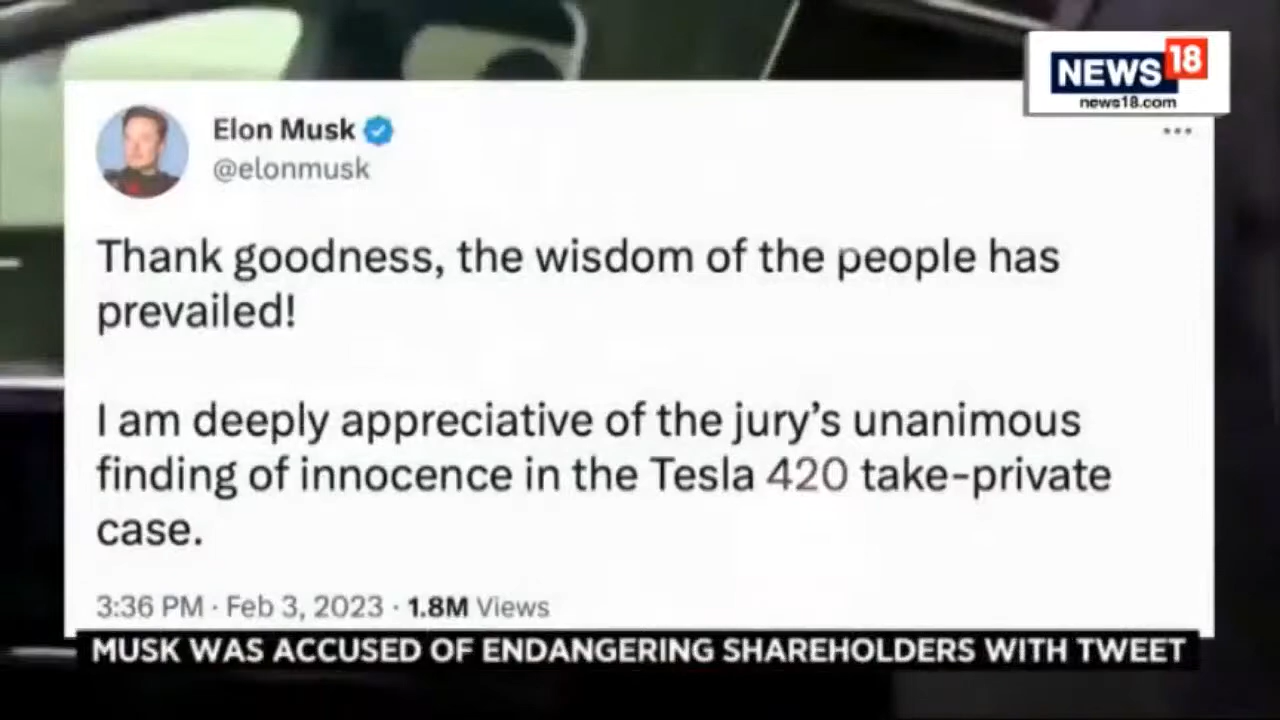 NEWS 18
news18.com
Elon Musk
@elonmusk
Thank goodness, the wisdom of the people has
prevailed!
I am deeply appreciative of the jury’s unanimous
finding of innocence in the Tesla 420 take-private
case.
3:36 PM · Feb 3, 2023 · 1.8M Views
MUSK WAS ACCUSED OF ENDANGERING SHAREHOLDERS WITH TWEET